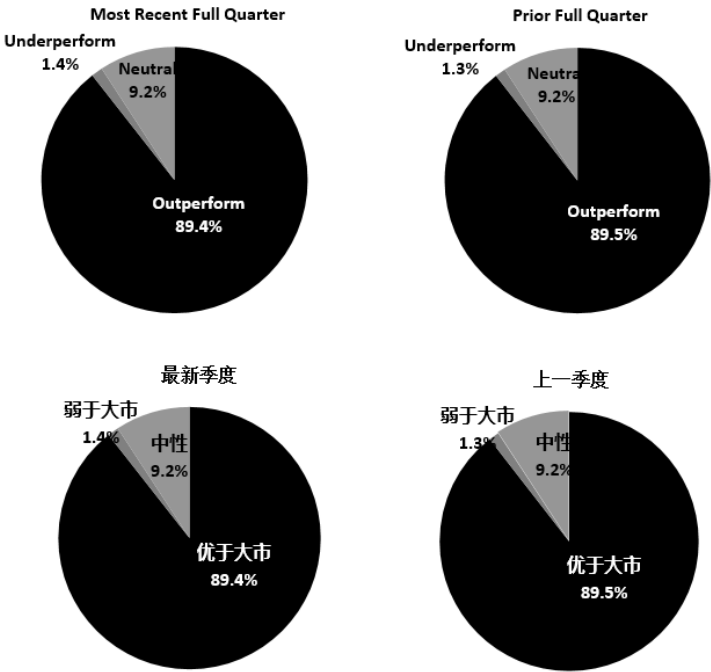 Most Recent Full Quarter
Underperform
1.4%
Neutral
9.2%
Outperform
89.4%
Prior Full Quarter
Underperform
1.3%
Neutral
9.2%
Outperform
89.5%
最新季度
弱于大市
1.4%
中性
9.2%
优于大市
89.4%
上一季度
弱于大市
1.3%
中性
9.2%
优于大市
89.5%